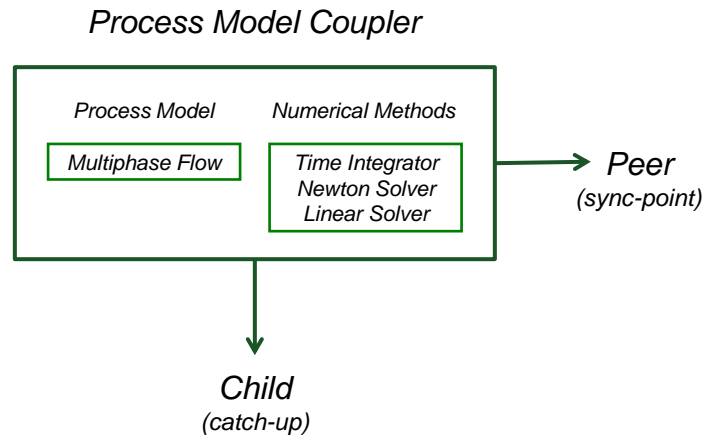 Process Model Coupler
Process Model
Numerical Methods
Multiphase Flow
Time Integrator
Newton Solver
Linear Solver
Peer
(sync-point)
Child
(catch-up)